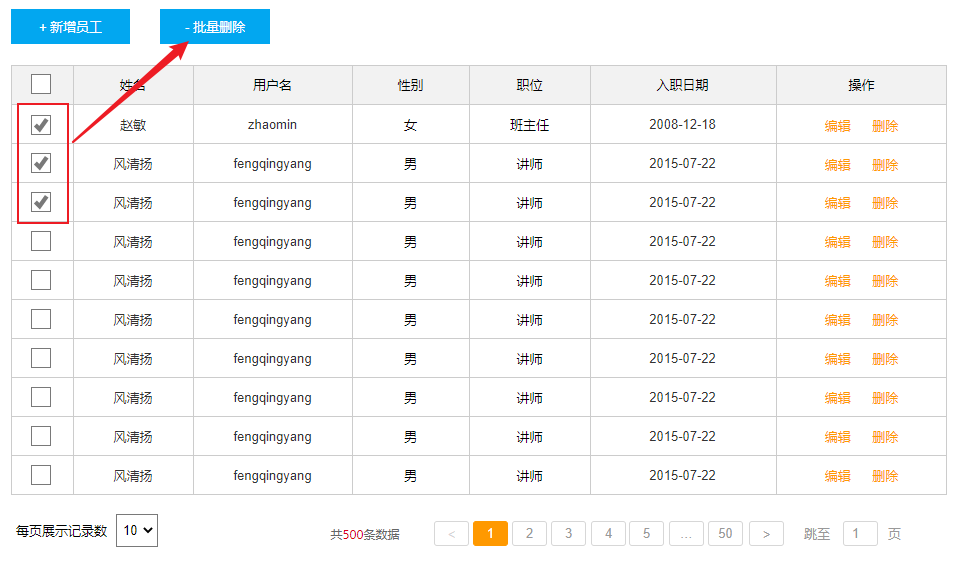 + 新增员工 - 批量删除
姓名 用户名 性别 职位 入职日期 操作
赵敏 zhaomin 女 班主任 2008-12-18 编辑 删除
风清扬 fengqingyang 男 讲师 2015-07-22 编辑 删除
风清扬 fengqingyang 男 讲师 2015-07-22 编辑 删除
风清扬 fengqingyang 男 讲师 2015-07-22 编辑 删除
风清扬 fengqingyang 男 讲师 2015-07-22 编辑 删除
风清扬 fengqingyang 男 讲师 2015-07-22 编辑 删除
风清扬 fengqingyang 男 讲师 2015-07-22 编辑 删除
风清扬 fengqingyang 男 讲师 2015-07-22 编辑 删除
风清扬 fengqingyang 男 讲师 2015-07-22 编辑 删除
风清扬 fengqingyang 男 讲师 2015-07-22 编辑 删除
每页展示记录数 10 共500条数据 < 1 2 3 4 5 ... 50 > 跳至 1 页